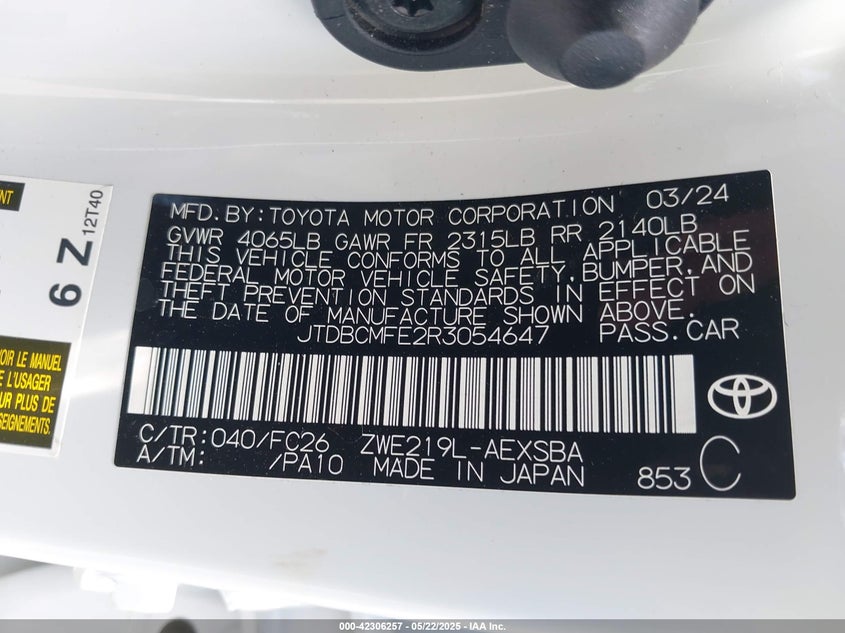 NT
6 Z 12T40
OIR LE MANUEL
E L'USAGER
UR PLUS DE
SEIGNEMENTS.
MFD. BY: TOYOTA MOTOR CORPORATION 03/24
GVWR 4065LB GAWR FR 2315LB RR 2140LB
THIS VEHICLE CONFORMS TO ALL APPLICABLE
FEDERAL MOTOR VEHICLE SAFETY, BUMPER, AND
THEFT PREVENTION STANDARDS IN EFFECT ON
THE DATE OF MANUFACTURE SHOWN ABOVE.
JTDBCMFE2R3054647 PASS. CAR
C/TR: 040/FC26 ZWE219L-AEXSBA
A/TM: /PA10 MADE IN JAPAN 853 C
000-42306257 - 05/22/2025 - IAA Inc.